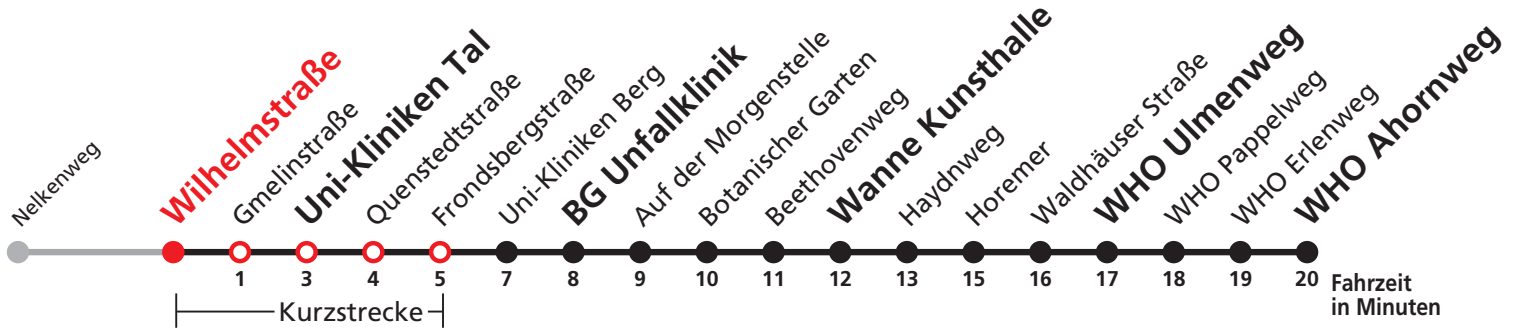 Nelkenweg
Wilhelmstraße
Gmelinstraße
Uni-Kliniken Tal
Quenstedtstraße
Frondsbergstraße
Uni-Kliniken Berg
BG Unfallklinik
Auf der Morgenstelle
Botanischer Garten
Beethovenweg
Wanne Kunsthalle
Haydnweg
Horemer
Waldhäuser Straße
WHO Ulmenweg
WHO Pappelweg
WHO Erlenweg
WHO Ahornweg
1 3 4 5 7 8 9 10 11 12 13 15 16 17 18 19 20
Fahrzeit
in Minuten
Kurzstrecke